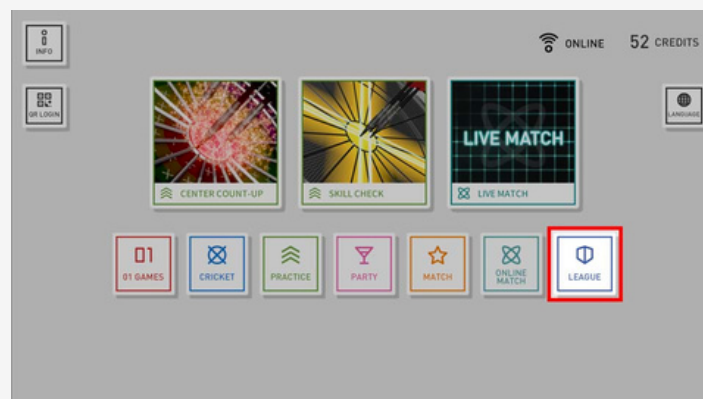 INFO
ONLINE
52 CREDITS
QR LOGIN
LANGUAGE
LIVE MATCH
CENTER COUNT-UP
SKILL CHECK
LIVE MATCH
01
01 GAMES
CRICKET
PRACTICE
PARTY
MATCH
ONLINE
MATCH
LEAGUE